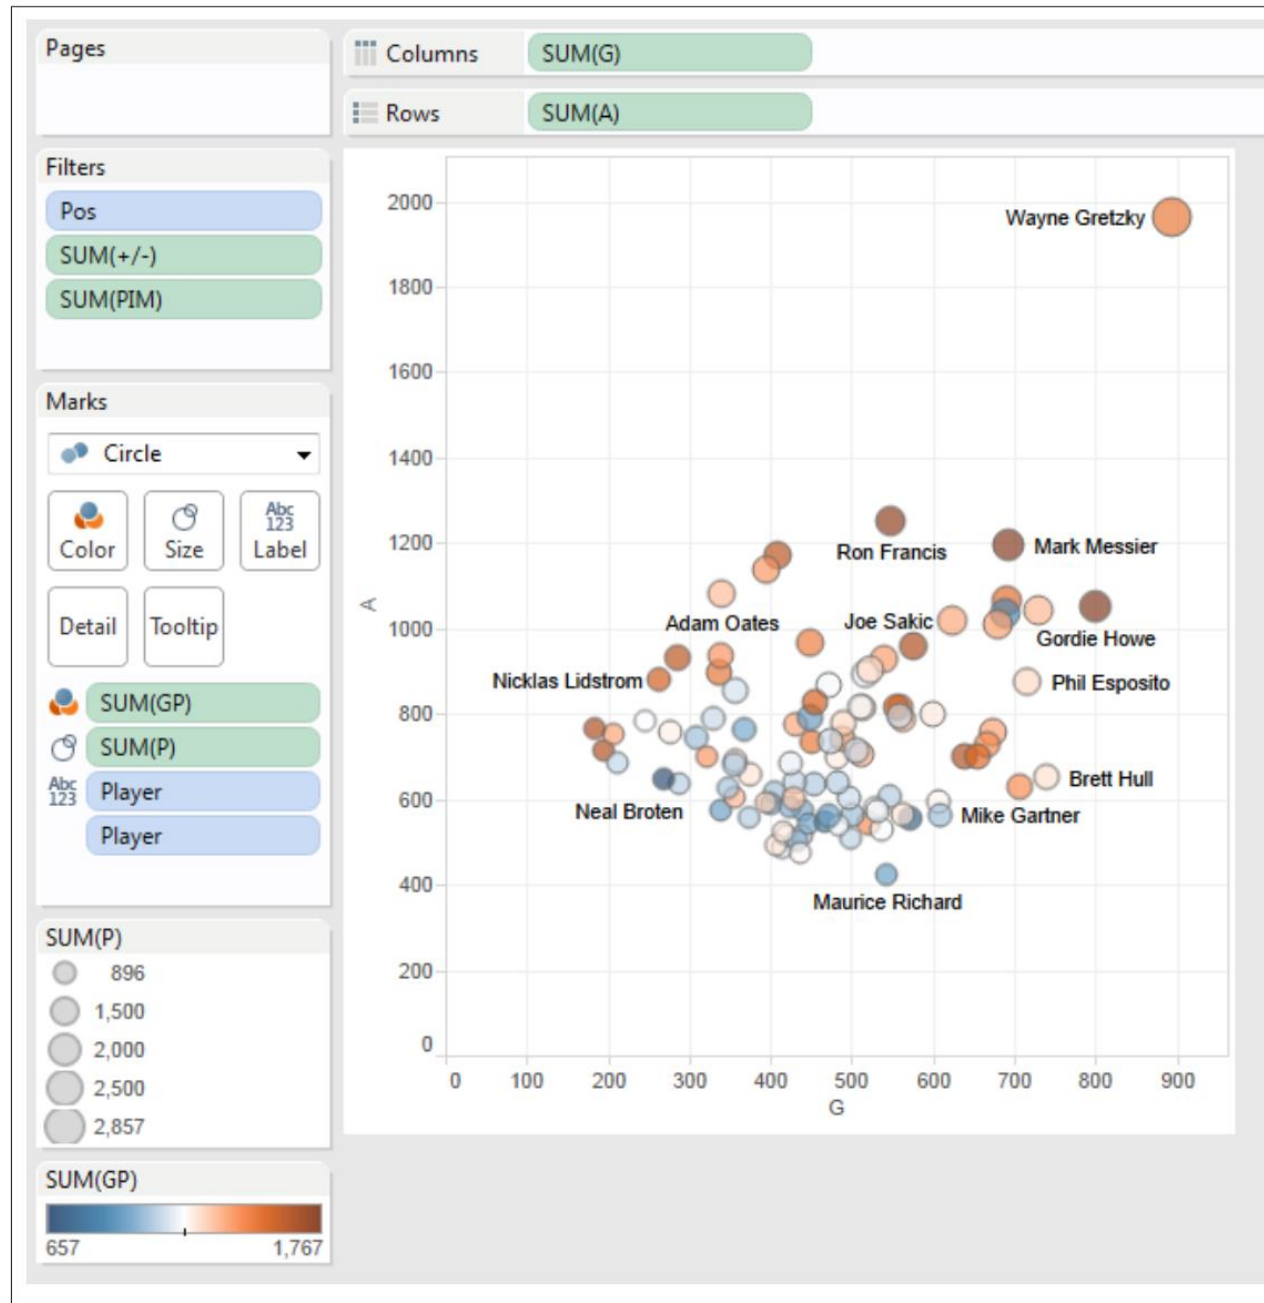 Pages
Columns SUM(G)
Rows SUM(A)
Filters
Pos
SUM(+/-)
SUM(PIM)
Marks
Circle
Color Size Abc 123 Label
Detail Tooltip
SUM(GP)
SUM(P)
Abc 123 Player
Player
SUM(P)
896
1,500
2,000
2,500
2,857
SUM(GP)
657 1,767
2000
1800
1600
1400
1200
1000
800
600
400
200
0
A
Wayne Gretzky
Ron Francis
Mark Messier
Adam Oates
Joe Sakic
Gordie Howe
Nicklas Lidstrom
Phil Esposito
Brett Hull
Neal Broten
Mike Gartner
Maurice Richard
0 100 200 300 400 500 600 700 800 900
G